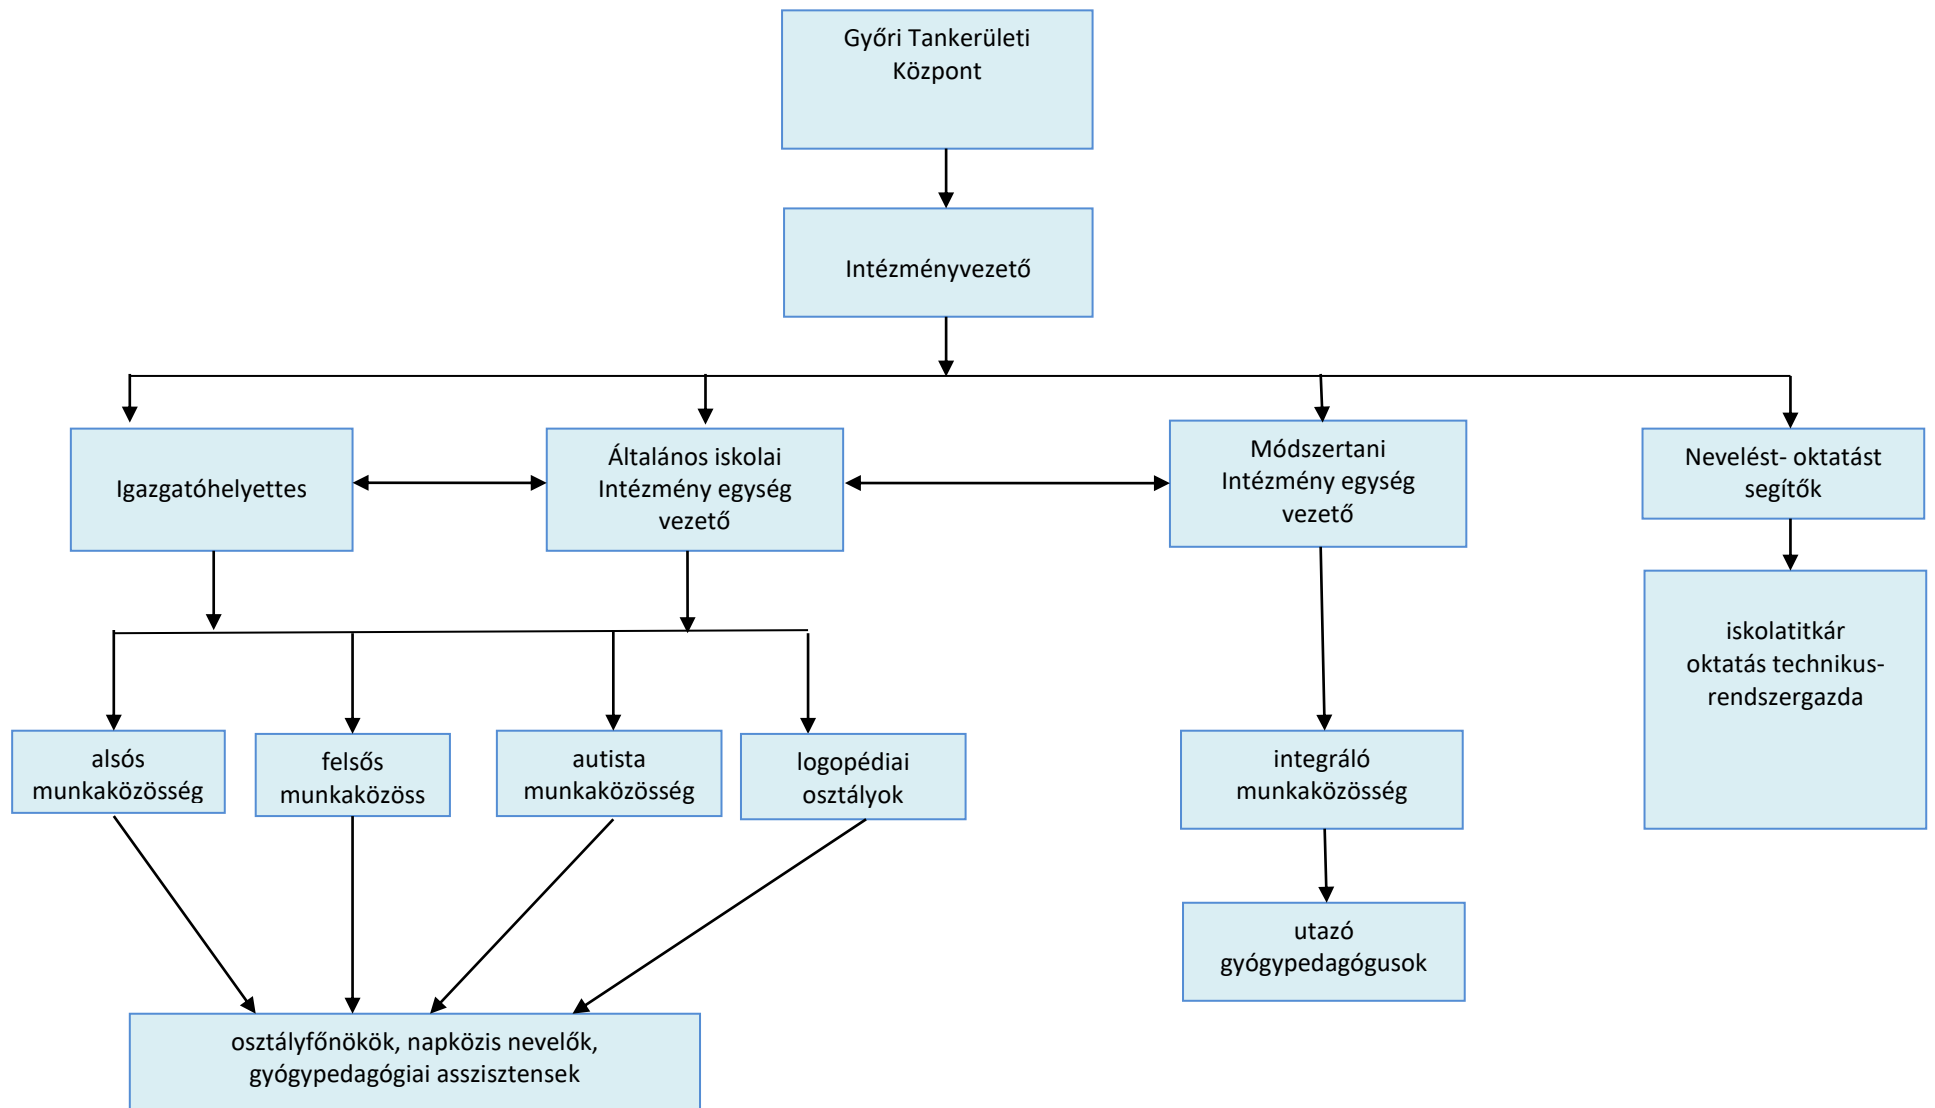 Győri Tankerületi
Központ
Intézményvezető
Igazgatóhelyettes
Általános iskolai
Intézmény egység
vezető
Módszertani
Intézmény egység
vezető
Nevelést- oktatást
segítők
iskolatitkár
oktatás technikus-
rendszergazda
alsós
munkaközösség
felsős
munkaközöss
autista
munkaközösség
logopédiai
osztályok
integráló
munkaközösség
utazó
gyógypedagógusok
osztályfőnökök, napközis nevelők,
gyógypedagógiai asszisztensek